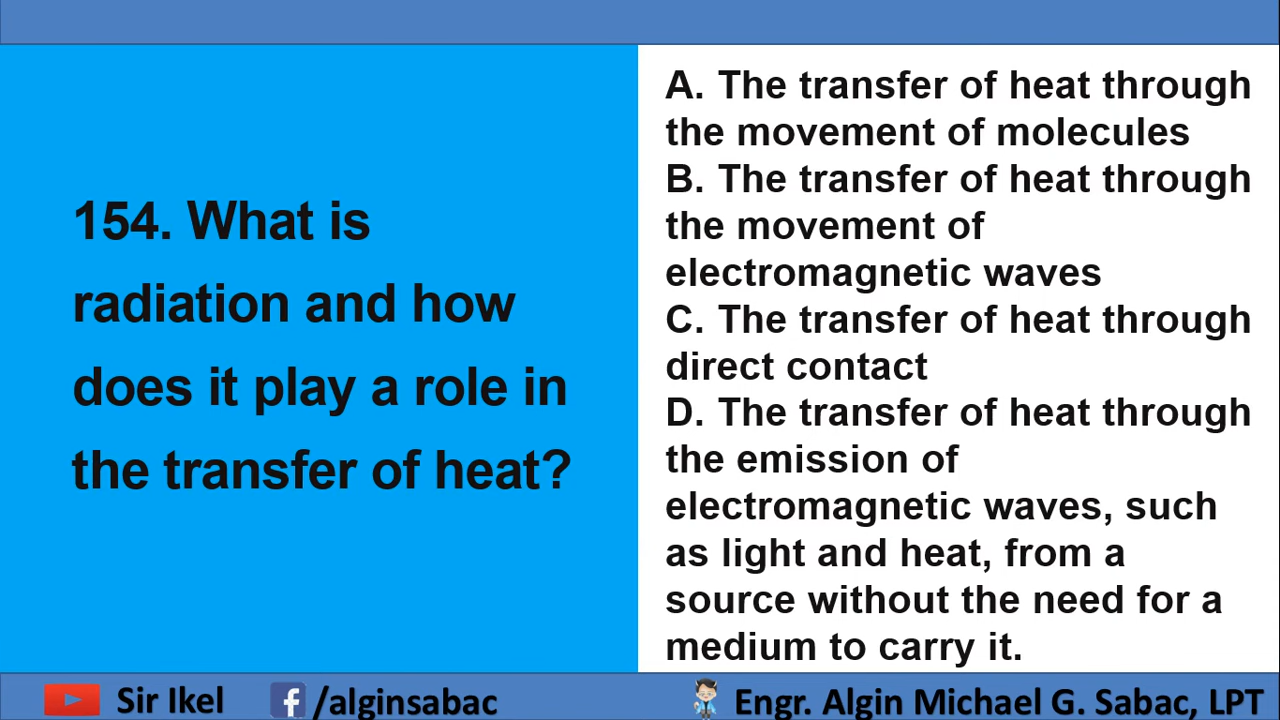 154. What is
radiation and how
does it play a role in
the transfer of heat?
A. The transfer of heat through
the movement of molecules
B. The transfer of heat through
the movement of
electromagnetic waves
C. The transfer of heat through
direct contact
D. The transfer of heat through
the emission of
electromagnetic waves, such
as light and heat, from a
source without the need for a
medium to carry it.
Sir Ikel
f/alginsabac
Engr. Algin Michael G. Sabac, LPT